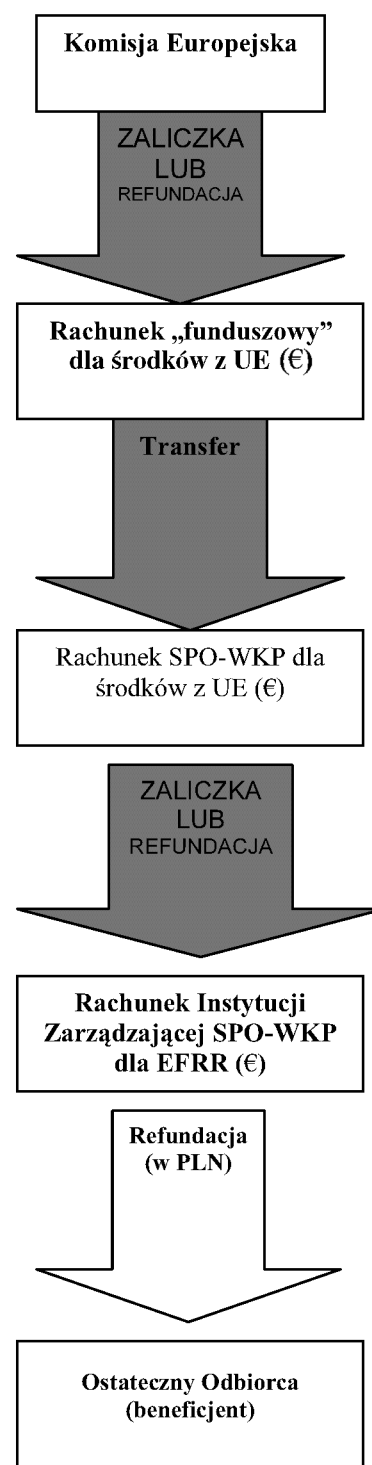 Komisja Europejska
ZALICZKA
LUB
REFUNDACJA
Rachunek „funduszowy”
dla środków z UE (€)
Transfer
Rachunek SPO-WKP dla
środków z UE (€)
ZALICZKA
LUB
REFUNDACJA
Rachunek Instytucji
Zarządzającej SPO-WKP
dla EFRR (€)
Refundacja
(w PLN)
Ostateczny Odbiorca
(beneficjent)